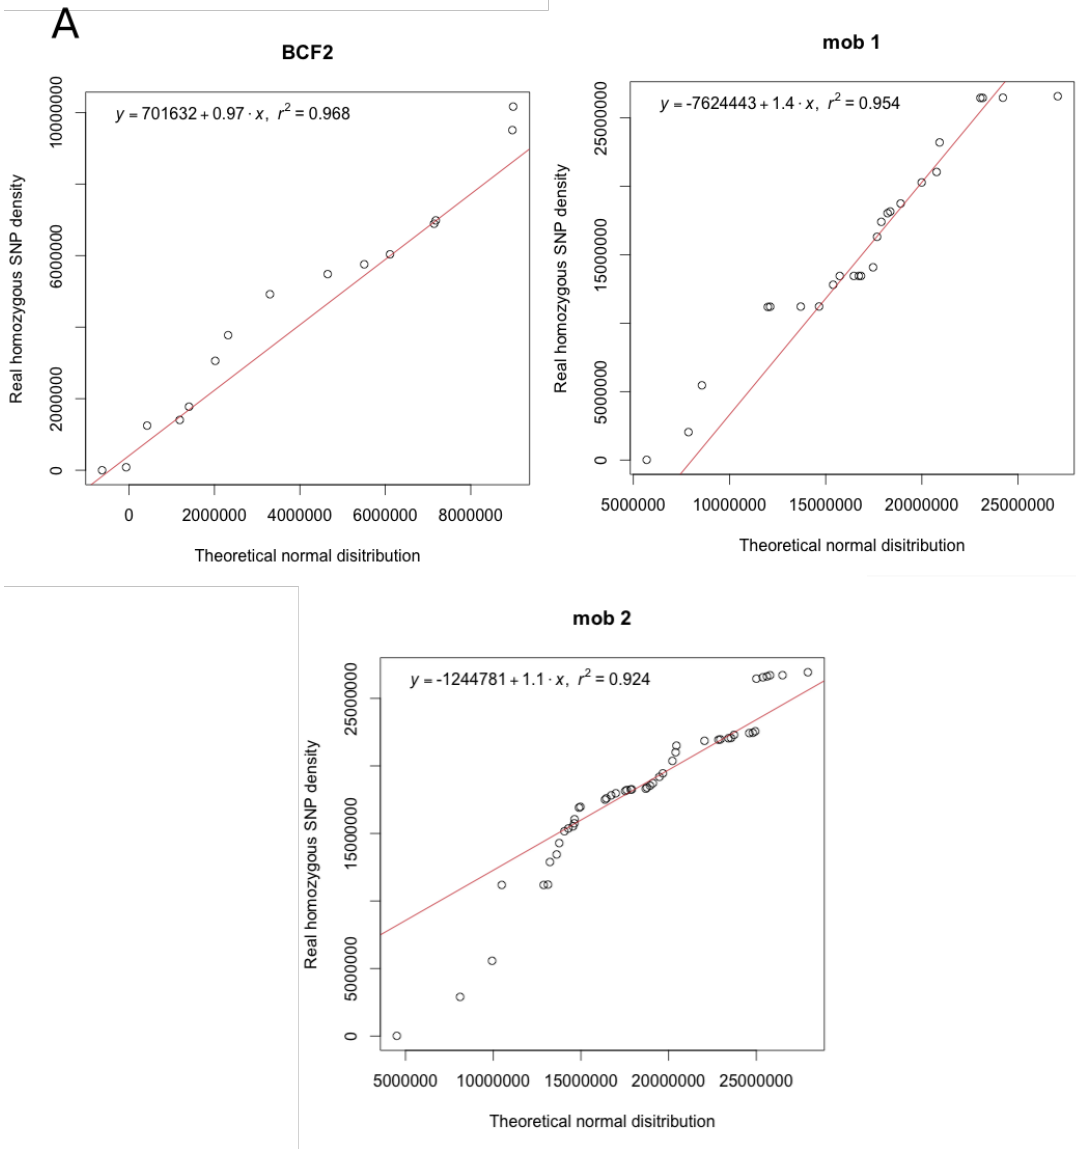 A
BCF2
y = 701632 + 0.97 · x, r² = 0.968
Real homozygous SNP density
10000000
6000000
2000000
0
0 2000000 4000000 6000000 8000000
Theoretical normal disitribution
mob 1
y = -7624443 + 1.4 · x, r² = 0.954
Real homozygous SNP density
25000000
15000000
5000000
0
5000000 10000000 15000000 20000000 25000000
Theoretical normal disitribution
mob 2
y = -1244781 + 1.1 · x, r² = 0.924
Real homozygous SNP density
25000000
15000000
5000000
0
5000000 10000000 15000000 20000000 25000000
Theoretical normal disitribution